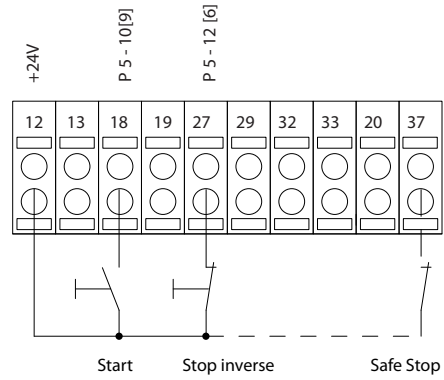 +24V
P 5 - 10[9]
P 5 - 12 [6]
12 13 18 19 27 29 32 33 20 37
Start Stop inverse Safe Stop